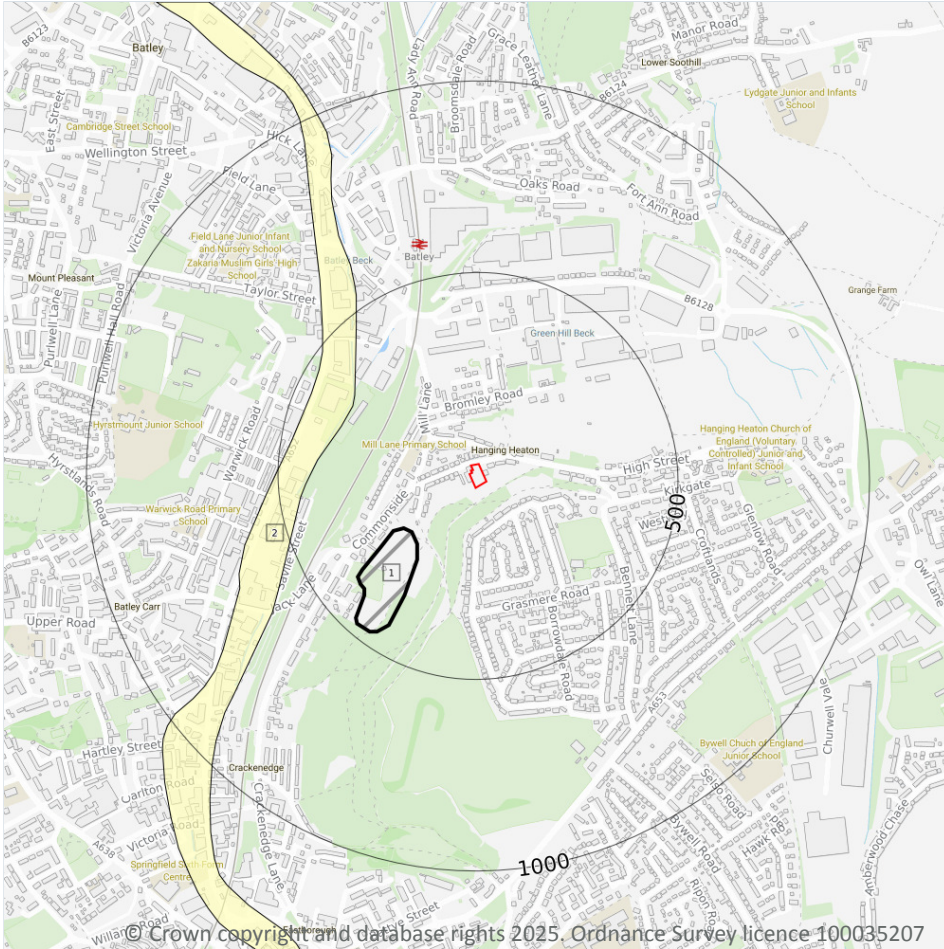 Manor Road
B6123
Batley
Grace Leather Lane
Lady Ann Road
Broomsdale Road
Lower Soothill
B6124
Lydgate Junior and Infants
School
East Street
Cambridge Street School
Hick Lane
Wellington Street
Field Lane
Oaks Road
Fort Ann Road
Victoria Avenue
Field Lane Junior Infant
and Nursery School
Zakaria Muslim Girls' High
School
Batley Beck
Batley
Mount Pleasant
Taylor Street
Grange Farm
B6128
Purlwell Lane
Purlwell Hall Road
Green Hill Beck
Bromley Road
Mill Lane
Hyrstmount Junior School
Warwick Road
A652
Mill Lane Primary School
Hanging Heaton
Hanging Heaton Church of
England (Voluntary
Controlled) Junior and
Infant School
High Street
Kirkgate
Hyrstlands Road
Commonside
500
Warwick Road Primary
School
2
Saville Street
Glenlow Road
Croftlands
1
Bennett Lane
Owl Lane
Batley Carr
Upper Road
Grasmere Road
Borrowdale Road
A653
Churwell Vale
Hartley Street
Bywell Chuch of England
Junior School
Crackenedge
Carlton Road
Crackenedge Lane
Bywell Road
Victoria Road
A638
1000
Springfield Sixth Form
Centre
Ripon Road
Amberwood Chase
Eastborough
Street
© Crown copyright and database rights 2025. Ordnance Survey licence 100035207